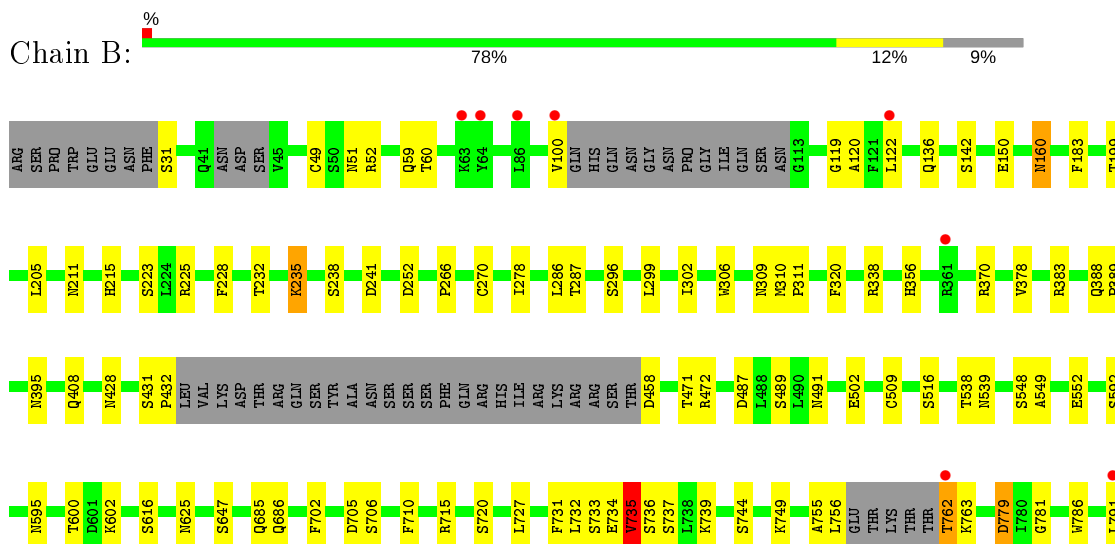 %
Chain B:
78% 12% 9%
ARG SER PRO TRP GLU GLU ASN PHE S31 Q41 ASN ASP SER V45 C49 S50 N51 R52 Q59 T60 K63 Y64 L86 V100 GLN HIS GLN ASN GLY ASN PRO GLY ILE GLN SER ASN G113 G119 A120 F121 L122 Q136 S142 E150 N160 F183
L205 N211 H215 S223 L224 R225 F228 T232 K235 S238 D241 D252 P266 C270 I278 L286 T287 S296 L299 I302 W306 N309 M310 P311 F320 R338 H356 R361 R370 V378 R383 Q388 P389
N395 Q408 N428 S431 P432 LEU VAL LYS ASP THR ARG GLN SER TYR ALA ASN SER SER SER PHE GLN ARG HIS ILE ARG LYS ARG ARG SER THR D458 T471 R472 D487 L488 S489 L490 N491 E502 C509 S516 T538 N539 S548 A549 E552
N595 T600 D601 K602 S616 N625 S647 Q685 Q686 F702 D705 S706 F710 R715 S720 L727 F731 L732 S733 E734 V735 S736 S737 L738 K739 S744 K749 A755 L756 GLU THR LYS THR THR T762 K763 D779 I780 G781 W786